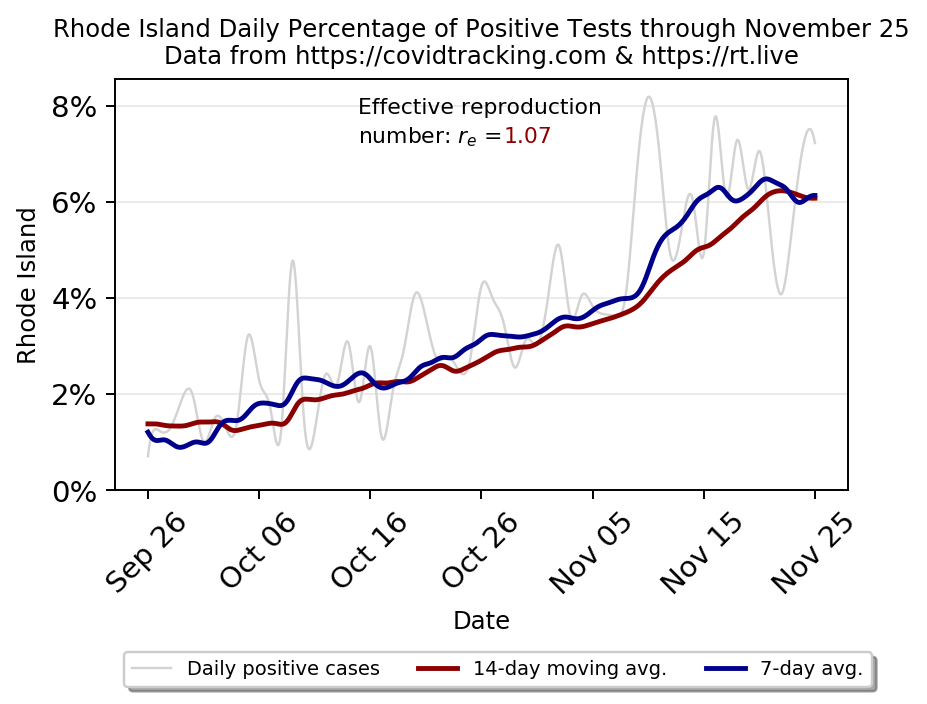 Rhode Island Daily Percentage of Positive Tests through November 25
Data from https://covidtracking.com & https://rt.live
Effective reproduction
number: rₑ =1.07
8%
6%
4%
2%
0%
Rhode Island
Sep 26
Oct 06
Oct 16
Oct 26
Nov 05
Nov 15
Nov 25
Date
Daily positive cases
14-day moving avg.
7-day avg.